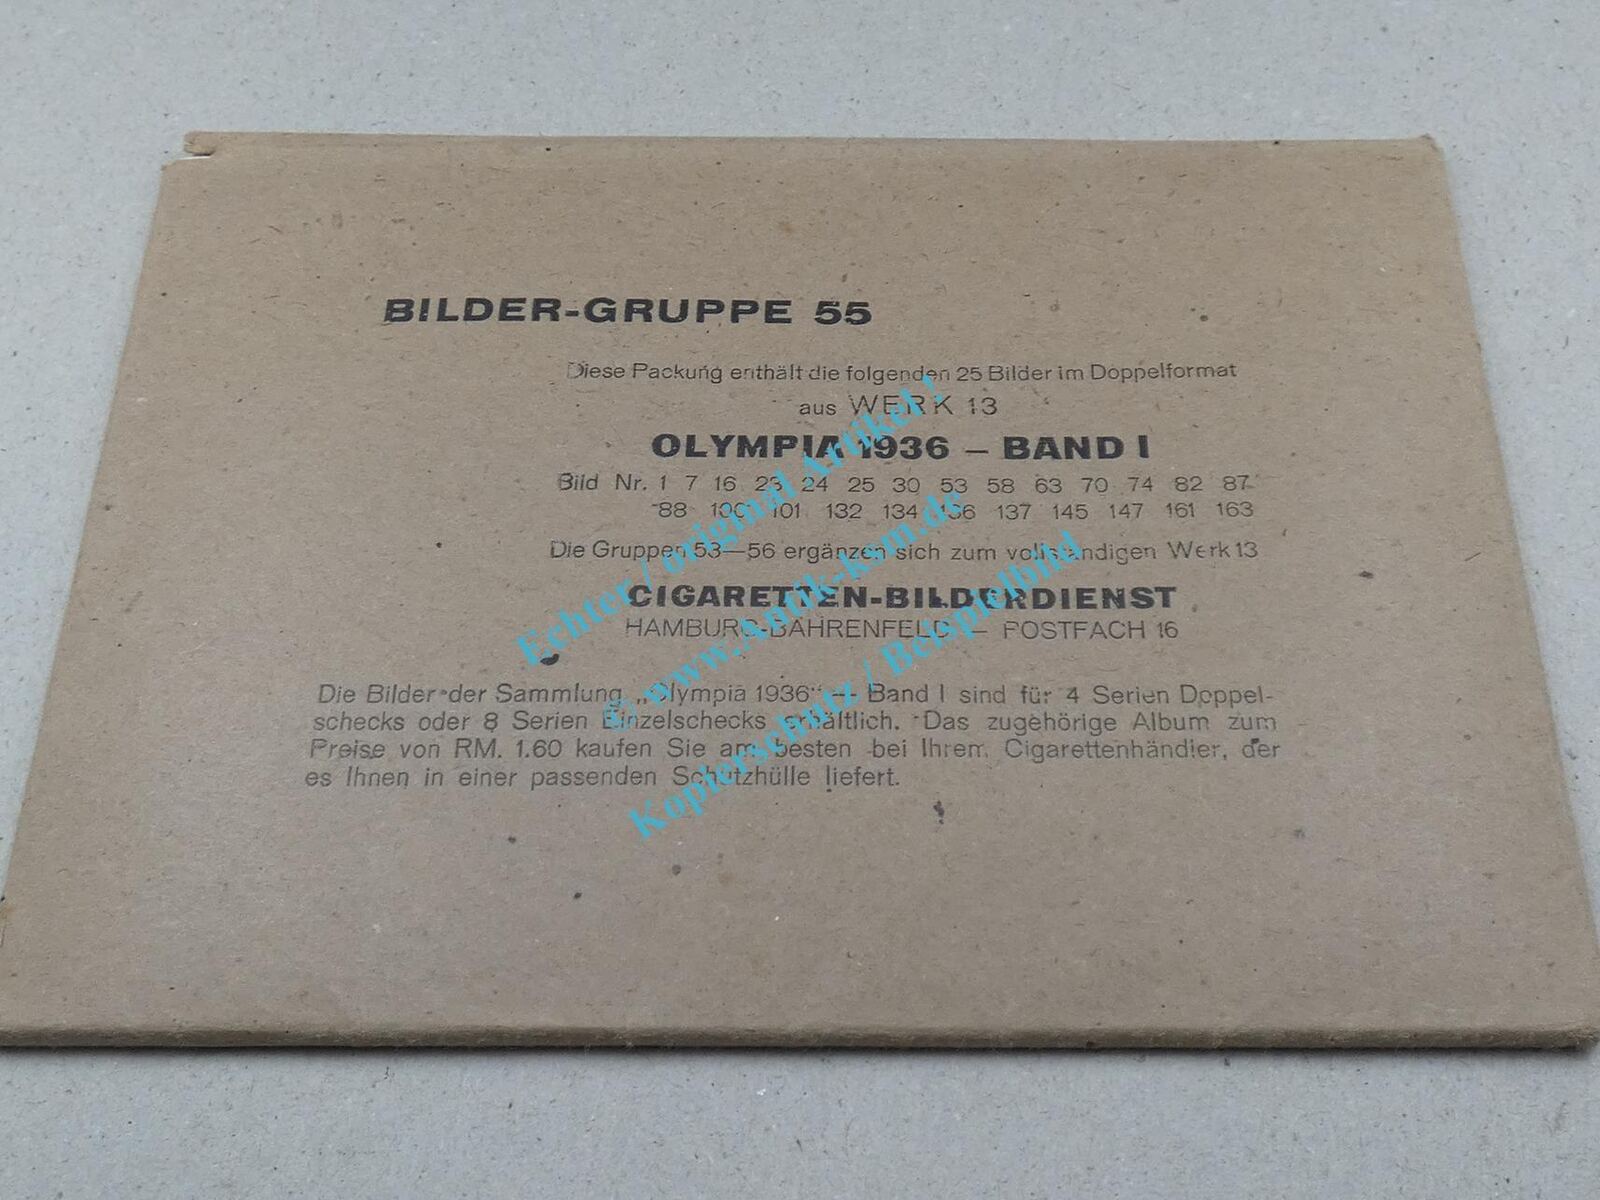 BILDER-GRUPPE 55
Diese Packung enthält die folgenden 25 Bilder im Doppelformat
aus WERK 13
OLYMPIA 1936 — BAND I
Bild Nr. 1 7 16 23 24 25 30 53 58 63 70 74 82 87
88 100 101 132 134 136 137 145 147 161 163
Die Gruppen 53—56 ergänzen sich zum vollständigen Werk 13
CIGARETTEN-BILDERDIENST
HAMBURG-BAHRENFELD — POSTFACH 16
Die Bilder der Sammlung „Olympia 1936“ — Band I sind für 4 Serien Doppel-
schecks oder 8 Serien Einzelschecks erhältlich. Das zugehörige Album zum
Preise von RM. 1.60 kaufen Sie am besten bei Ihrem Cigarettenhändler, der
es Ihnen in einer passenden Schutzhülle liefert.
Echter / original Artikel !
© www.Antik-ksm.de
Kopierschutz / Beispielbild